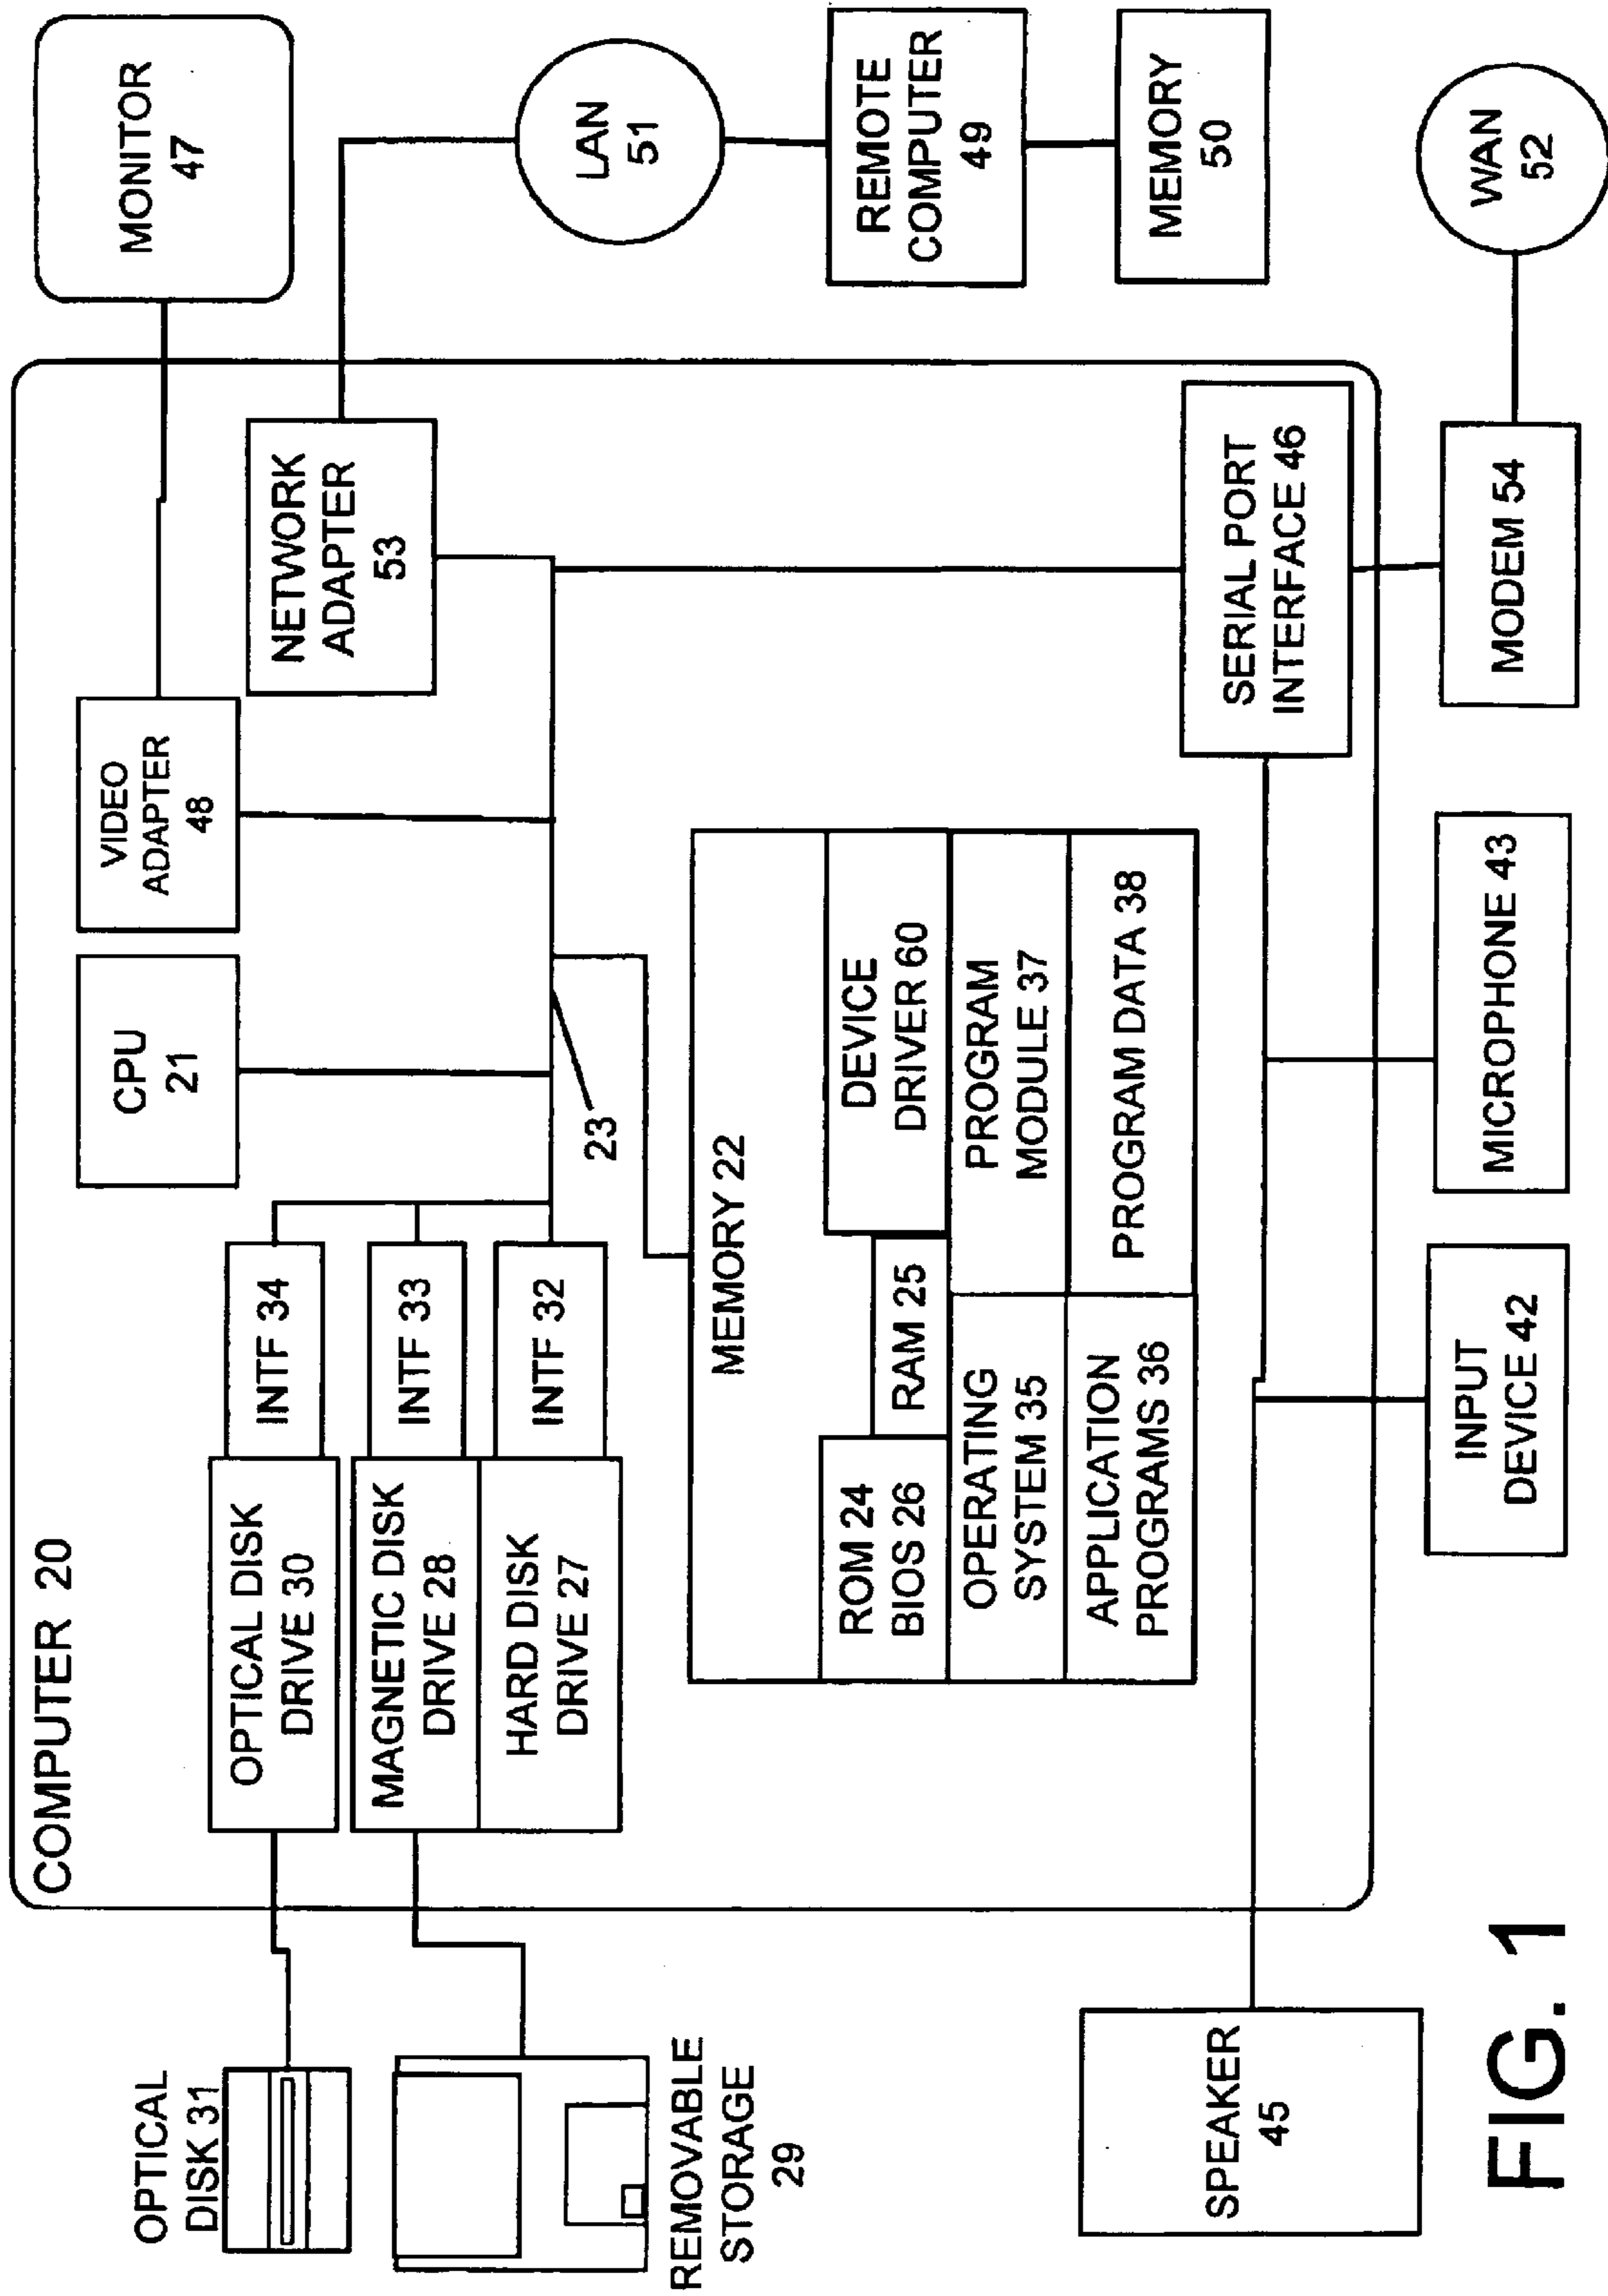 COMPUTER 20
OPTICAL
DISK 31
OPTICAL DISK
DRIVE 30
INTF 34
CPU
21
VIDEO
ADAPTER
48
MONITOR
47
MAGNETIC DISK
DRIVE 28
INTF 33
NETWORK
ADAPTER
53
HARD DISK
DRIVE 27
INTF 32
23
LAN
51
REMOVABLE
STORAGE
29
MEMORY 22
ROM 24
BIOS 26
RAM 25
DEVICE
DRIVER 60
OPERATING
SYSTEM 35
PROGRAM
MODULE 37
APPLICATION
PROGRAMS 36
PROGRAM DATA 38
REMOTE
COMPUTER
49
MEMORY
50
SPEAKER
45
SERIAL PORT
INTERFACE 46
INPUT
DEVICE 42
MICROPHONE 43
MODEM 54
WAN
52
FIG. 1